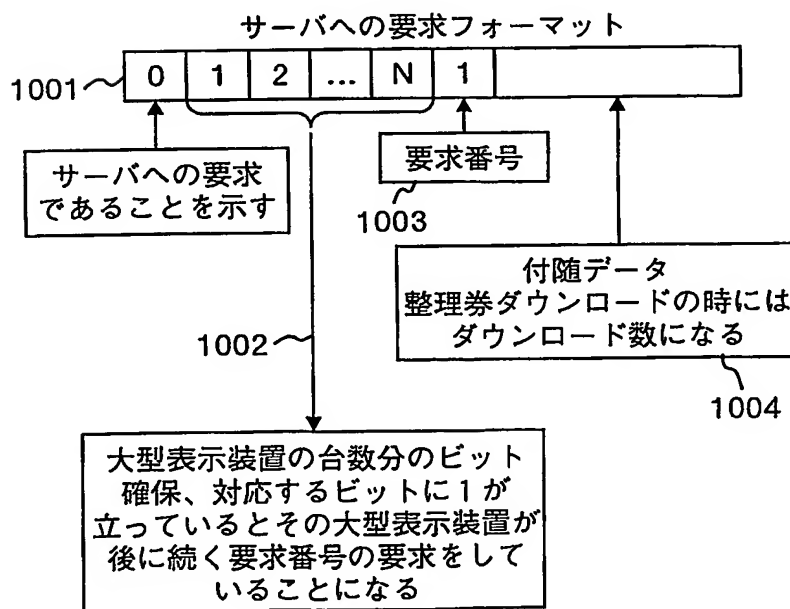 サーバへの要求フォーマット
1001
0 1 2 ... N 1
サーバへの要求
であることを示す
要求番号
1003
付随データ
整理券ダウンロードの時には
ダウンロード数になる
1004
1002
大型表示装置の台数分のビット
確保、対応するビットに1が
立っているとその大型表示装置が
後に続く要求番号の要求をして
いることになる